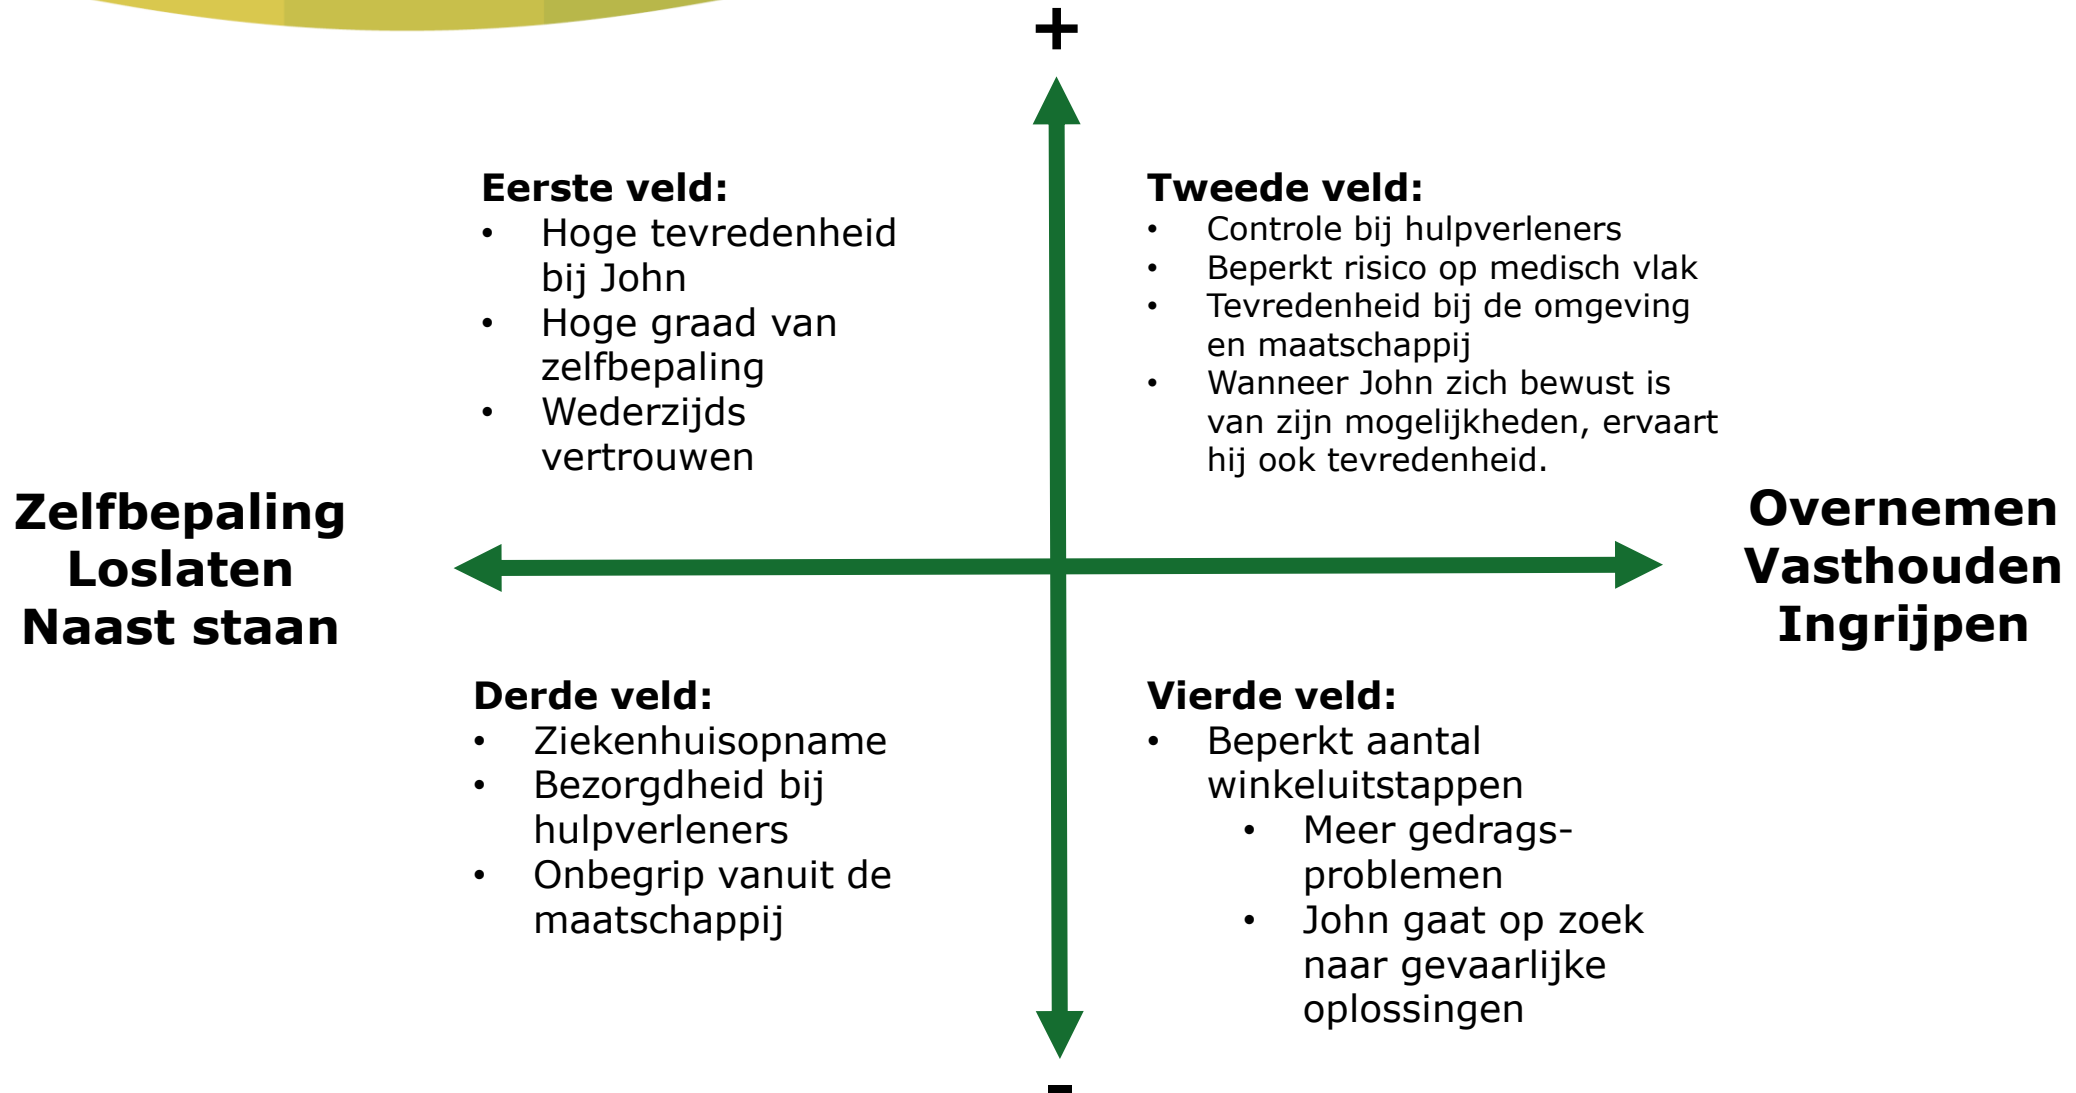 +
Eerste veld:
• Hoge tevredenheid
bij John
• Hoge graad van
zelfbepaling
• Wederzijds
vertrouwen
Tweede veld:
• Controle bij hulpverleners
• Beperkt risico op medisch vlak
• Tevredenheid bij de omgeving
en maatschappij
• Wanneer John zich bewust is
van zijn mogelijkheden, ervaart
hij ook tevredenheid.
Zelfbepaling
Loslaten
Naast staan
Overnemen
Vasthouden
Ingrijpen
Derde veld:
• Ziekenhuisopname
• Bezorgdheid bij
hulpverleners
• Onbegrip vanuit de
maatschappij
Vierde veld:
• Beperkt aantal
winkeluitstappen
• Meer gedrags-
problemen
• John gaat op zoek
naar gevaarlijke
oplossingen
-